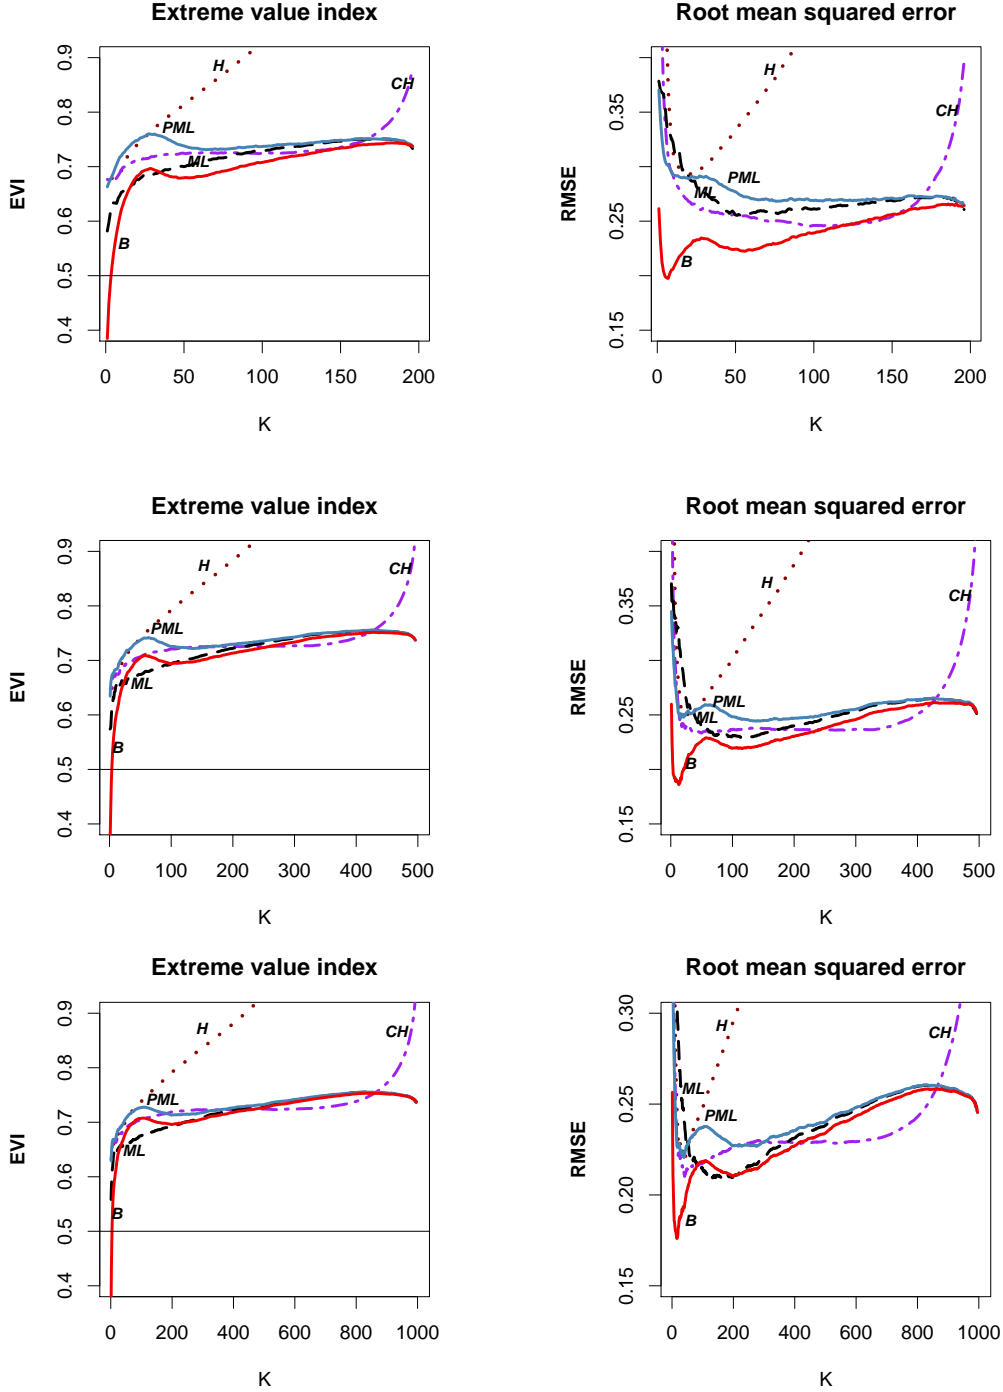 Extreme value index
Root mean squared error
EVI
0.4 0.5 0.6 0.7 0.8 0.9
H
CH
PML
ML
B
0 50 100 150 200
K
RMSE
0.15 0.25 0.35
H
CH
PML
ML
B
0 50 100 150 200
K
Extreme value index
Root mean squared error
EVI
0.4 0.5 0.6 0.7 0.8 0.9
H
CH
PML
ML
B
0 100 200 300 400 500
K
RMSE
0.15 0.25 0.35
H
CH
PML
ML
B
0 100 200 300 400 500
K
Extreme value index
Root mean squared error
EVI
0.4 0.5 0.6 0.7 0.8 0.9
H
CH
PML
ML
B
0 200 400 600 800 1000
K
RMSE
0.15 0.20 0.25 0.30
H
CH
ML
PML
B
0 200 400 600 800 1000
K